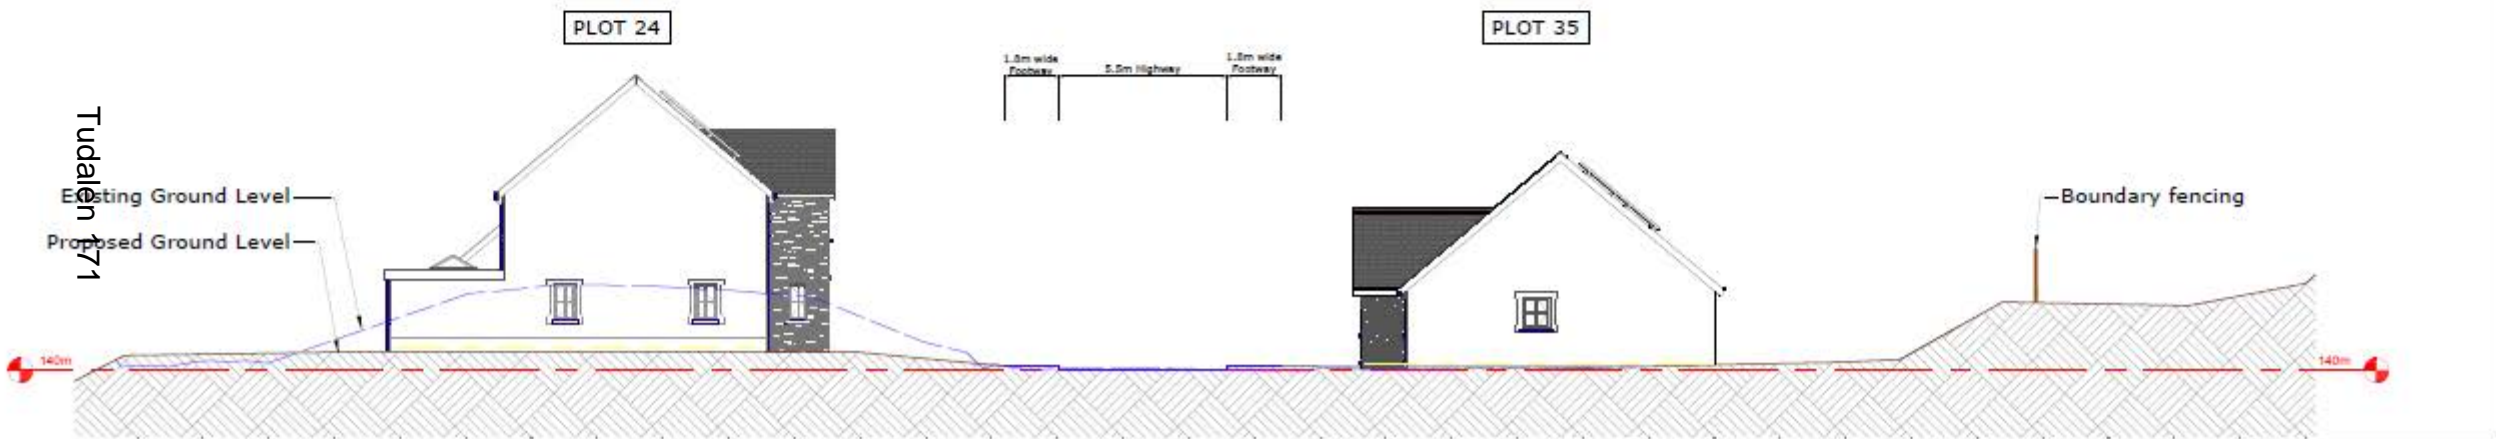 PLOT 24
PLOT 35
1.8m wide
Footway
5.5m Highway
1.8m wide
Footway
Tudalen 171
Existing Ground Level
Proposed Ground Level
Boundary fencing
140m
140m